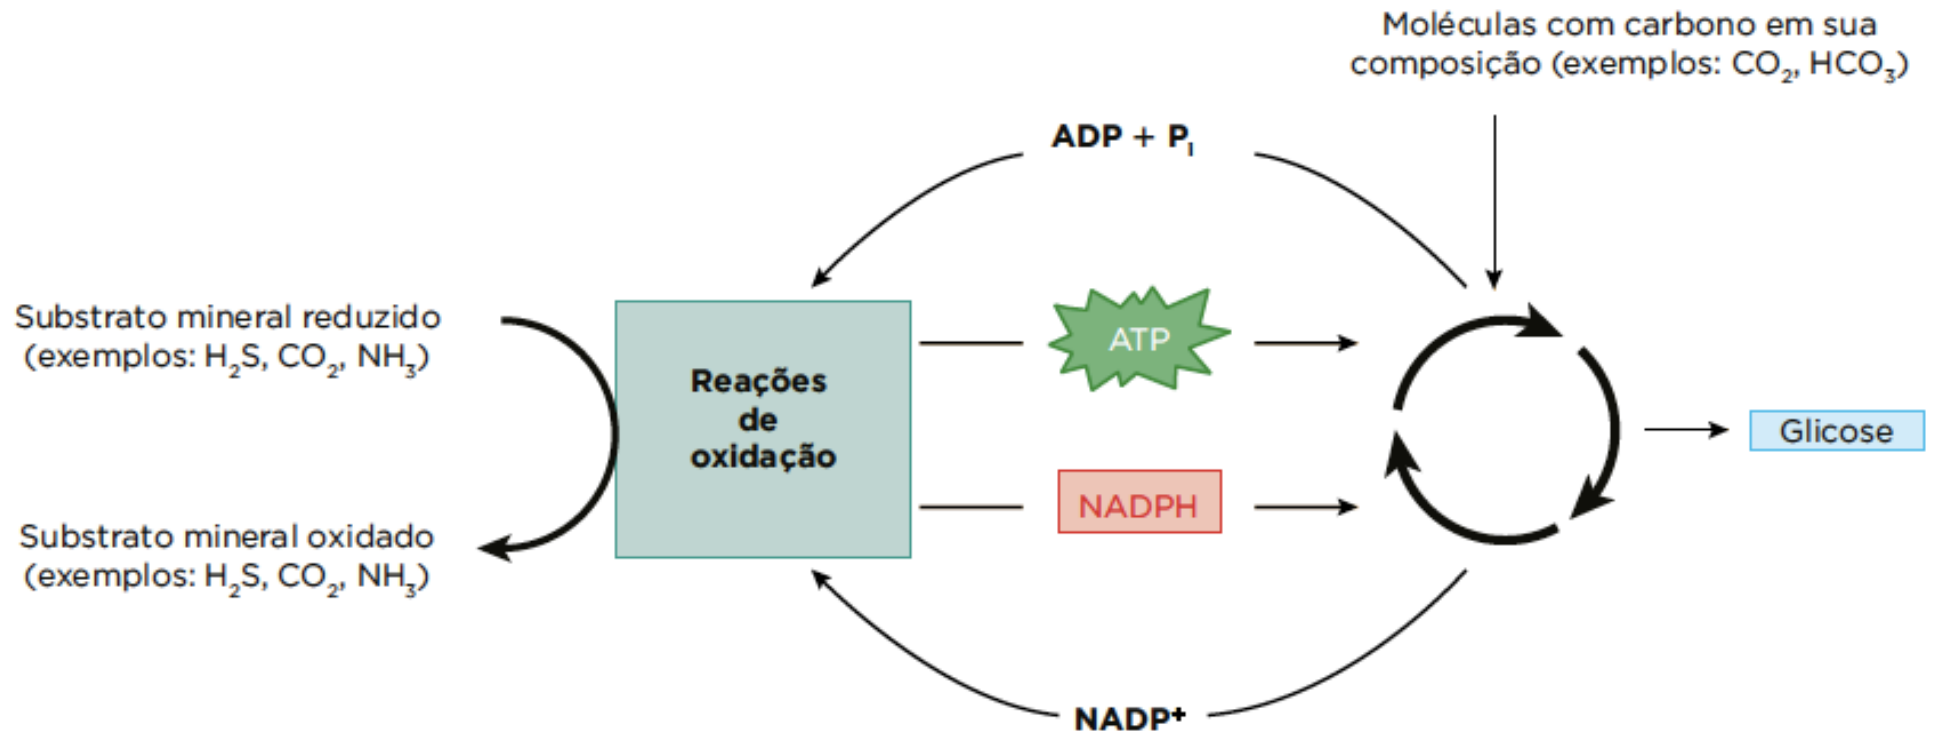 Moléculas com carbono em sua
composição (exemplos: CO₂, HCO₃)
ADP + Pᵢ
Substrato mineral reduzido
(exemplos: H₂S, CO₂, NH₃)
ATP
Reações
de
oxidação
Glicose
NADPH
Substrato mineral oxidado
(exemplos: H₂S, CO₂, NH₃)
NADP⁺